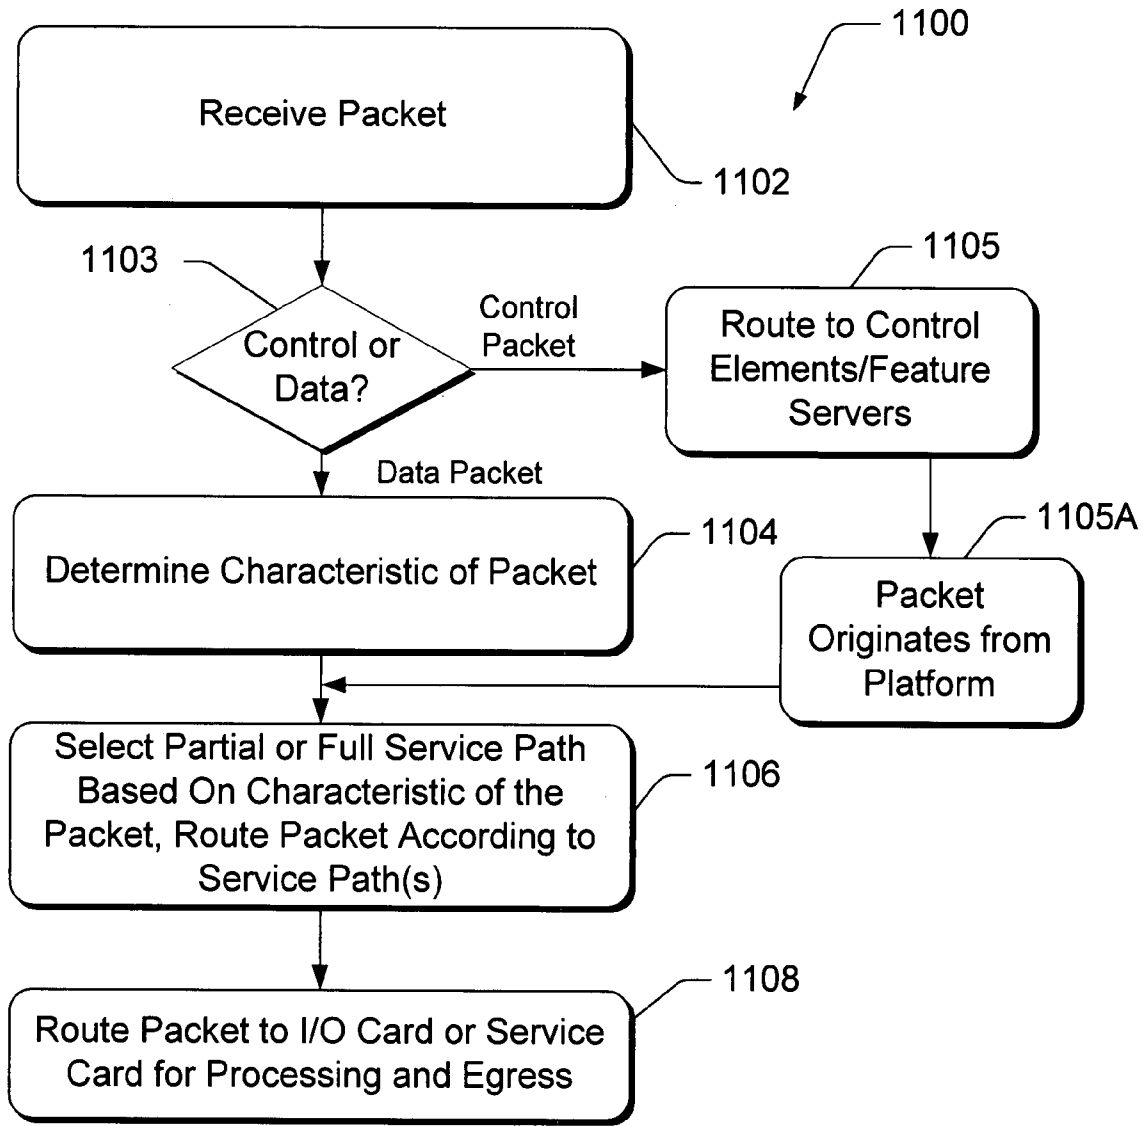 1100
Receive Packet
1102
1103
Control or
Data?
Control
Packet
1105
Route to Control
Elements/Feature
Servers
Data Packet
1104
Determine Characteristic of Packet
1105A
Packet
Originates from
Platform
Select Partial or Full Service Path
Based On Characteristic of the
Packet, Route Packet According to
Service Path(s)
1106
1108
Route Packet to I/O Card or Service
Card for Processing and Egress